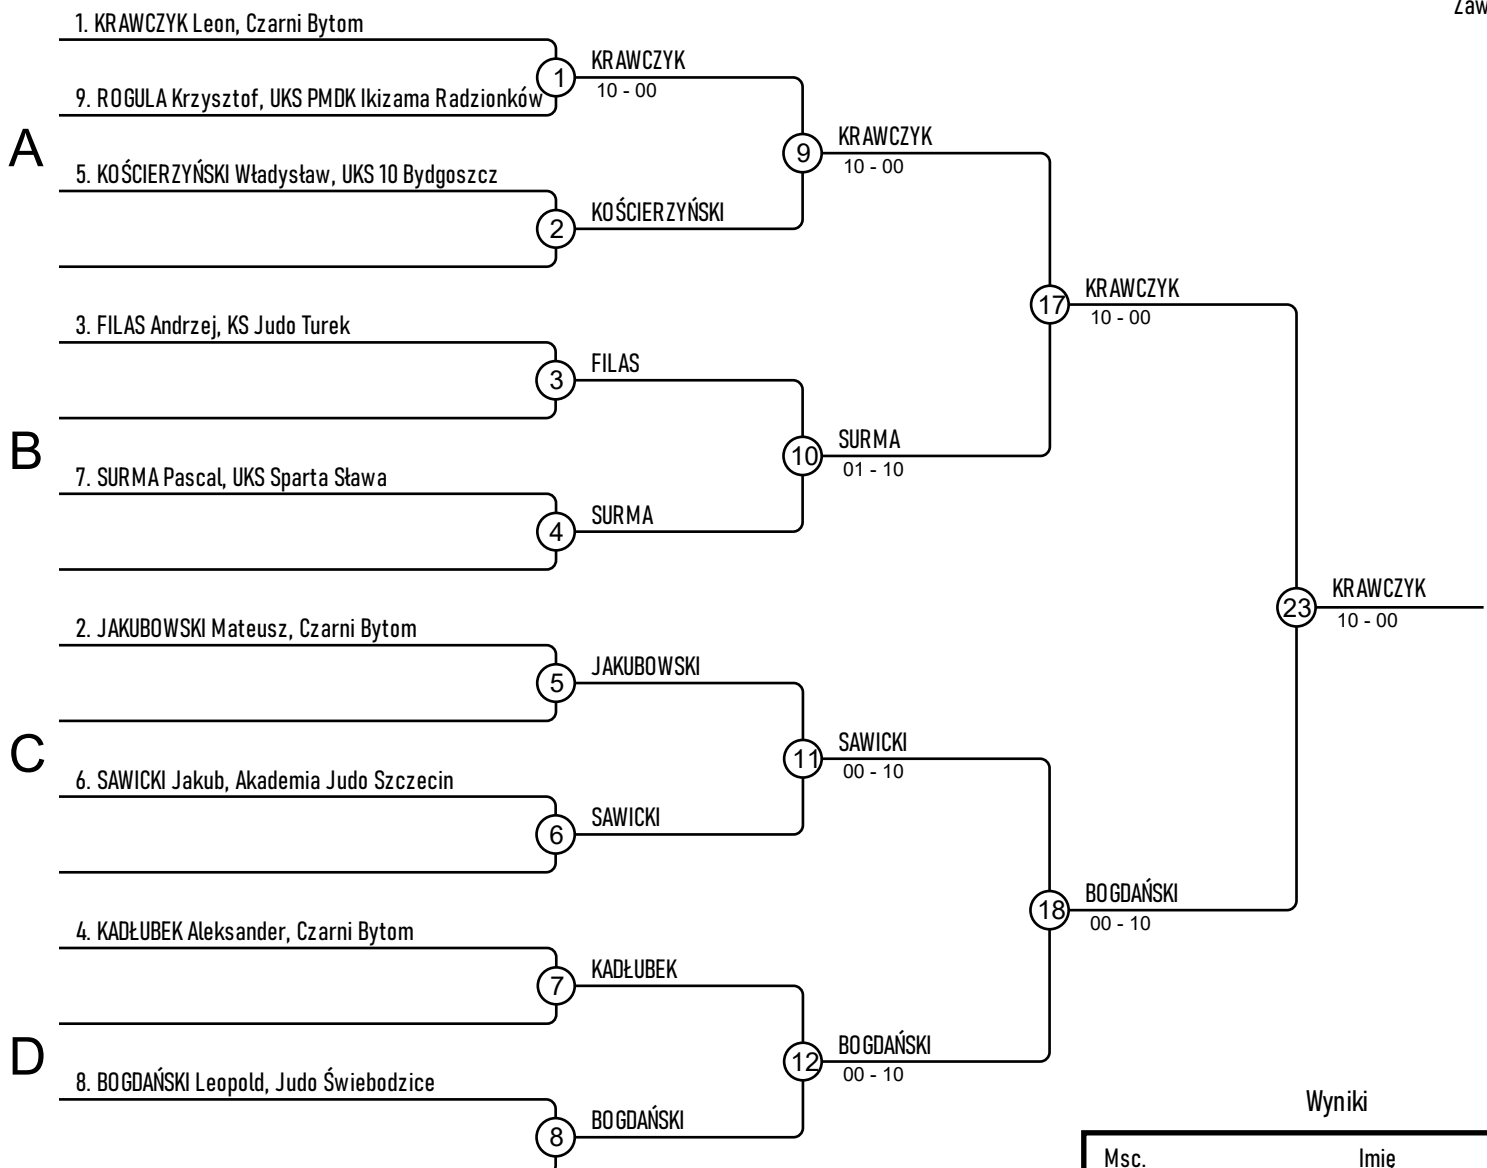 Zaw
1. KRAWCZYK Leon, Czarni Bytom
1
KRAWCZYK
10 - 00
9. ROGULA Krzysztof, UKS PMDK Ikizama Radzionków
A
9
KRAWCZYK
10 - 00
5. KOŚCIERZYŃSKI Władysław, UKS 10 Bydgoszcz
2
KOŚCIERZYŃSKI
17
KRAWCZYK
10 - 00
3. FILAS Andrzej, KS Judo Turek
3
FILAS
B
10
SURMA
01 - 10
7. SURMA Pascal, UKS Sparta Sława
4
SURMA
23
KRAWCZYK
10 - 00
2. JAKUBOWSKI Mateusz, Czarni Bytom
5
JAKUBOWSKI
C
11
SAWICKI
00 - 10
6. SAWICKI Jakub, Akademia Judo Szczecin
6
SAWICKI
18
BOGDAŃSKI
00 - 10
4. KADŁUBEK Aleksander, Czarni Bytom
7
KADŁUBEK
D
12
BOGDAŃSKI
00 - 10
8. BOGDAŃSKI Leopold, Judo Świebodzice
8
BOGDAŃSKI
Wyniki
Msc. Imię